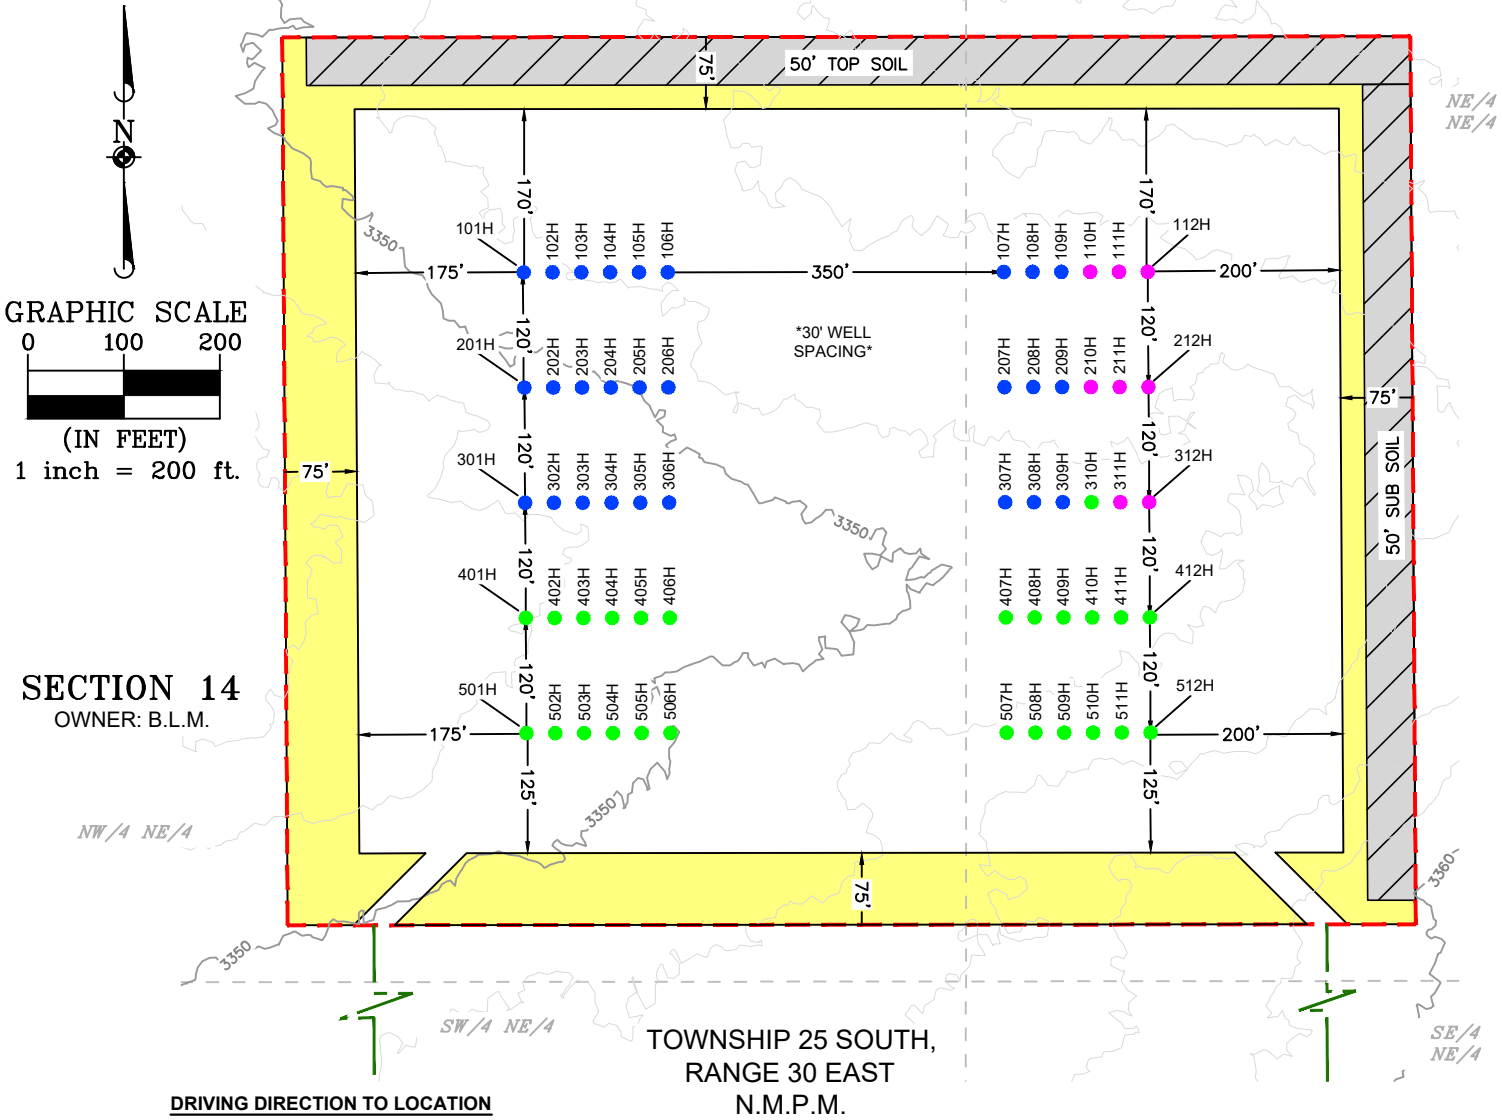 50' TOP SOIL
75'
NE/4
NE/4
N
170'
170'
3350
101H
102H
103H
104H
105H
106H
107H
108H
109H
110H
111H
112H
175'
350'
200'
GRAPHIC SCALE
0 100 200
(IN FEET)
1 inch = 200 ft.
120'
120'
*30' WELL
SPACING*
201H
202H
203H
204H
205H
206H
207H
208H
209H
210H
211H
212H
75'
75'
120'
120'
301H
302H
303H
304H
305H
306H
307H
308H
309H
310H
311H
312H
50' SUB SOIL
3350
120'
120'
401H
402H
403H
404H
405H
406H
407H
408H
409H
410H
411H
412H
120'
120'
SECTION 14
OWNER: B.L.M.
501H
502H
503H
504H
505H
506H
507H
508H
509H
510H
511H
512H
175'
200'
125'
125'
3350
NW/4 NE/4
75'
3360
3350
SW/4 NE/4
SE/4
NE/4
TOWNSHIP 25 SOUTH,
RANGE 30 EAST
N.M.P.M.
DRIVING DIRECTION TO LOCATION